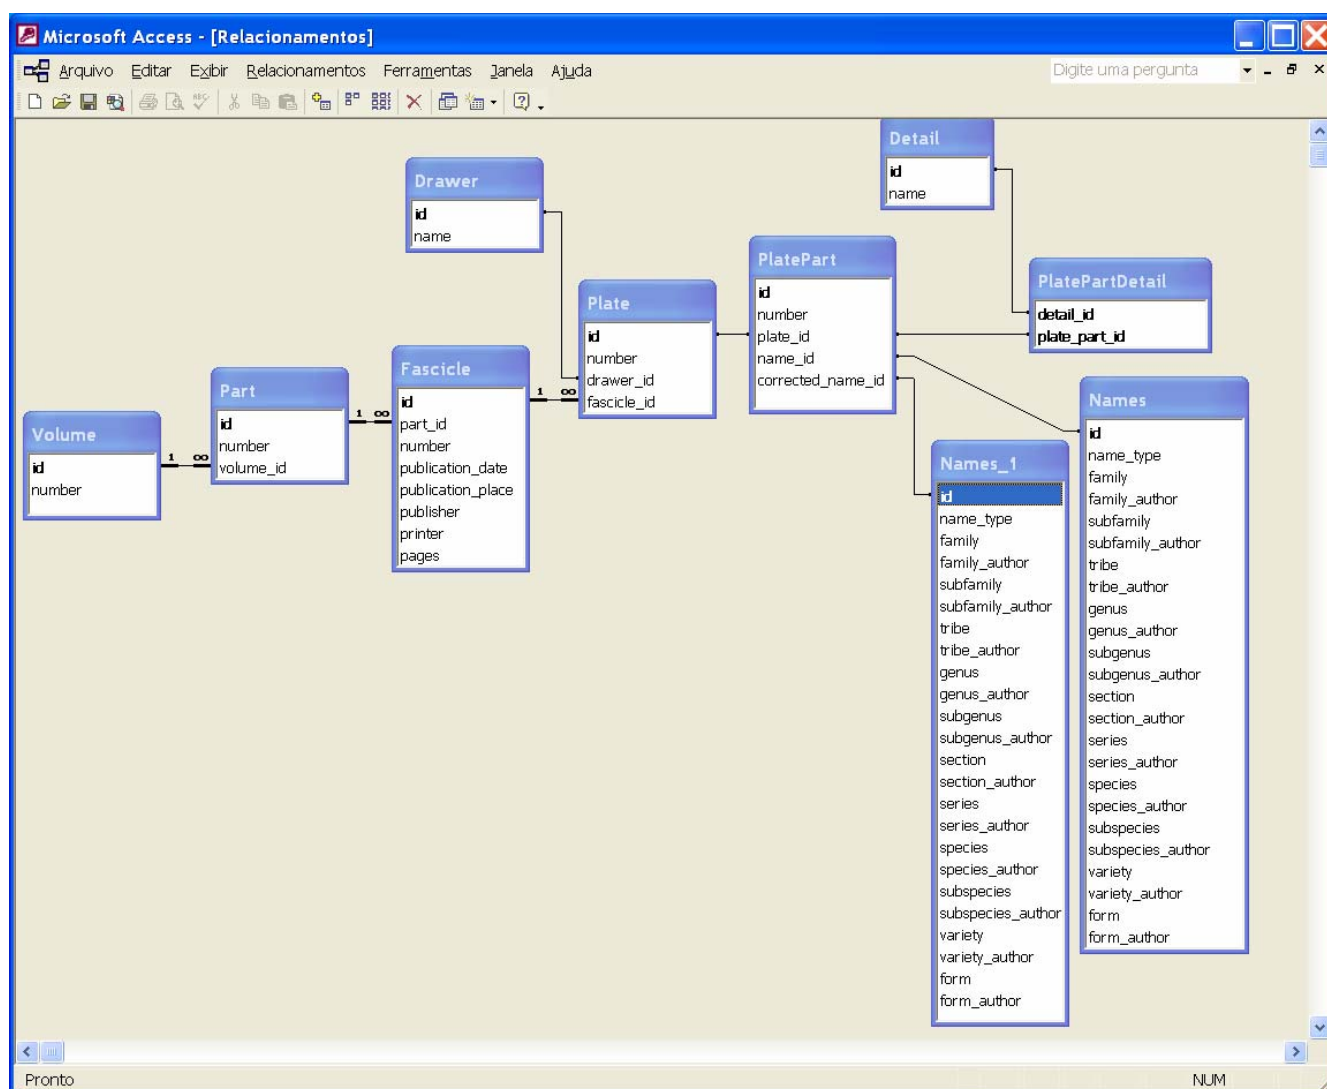 Microsoft Access - [Relacionamentos]
Arquivo Editar Exibir Relacionamentos Ferramentas Janela Ajuda
Digite uma pergunta
Drawer
id
name
Detail
id
name
PlatePart
id
number
plate_id
name_id
corrected_name_id
PlatePartDetail
detail_id
plate_part_id
Plate
id
number
drawer_id
fascicle_id
Fascicle
id
part_id
number
publication_date
publication_place
publisher
printer
pages
Part
id
number
volume_id
Volume
id
number
1 ∞
1 ∞
1 ∞
Names_1
id
name_type
family
family_author
subfamily
subfamily_author
tribe
tribe_author
genus
genus_author
subgenus
subgenus_author
section
section_author
series
series_author
species
species_author
subspecies
subspecies_author
variety
variety_author
form
form_author
Names
id
name_type
family
family_author
subfamily
subfamily_author
tribe
tribe_author
genus
genus_author
subgenus
subgenus_author
section
section_author
series
series_author
species
species_author
subspecies
subspecies_author
variety
variety_author
form
form_author
Pronto
NUM